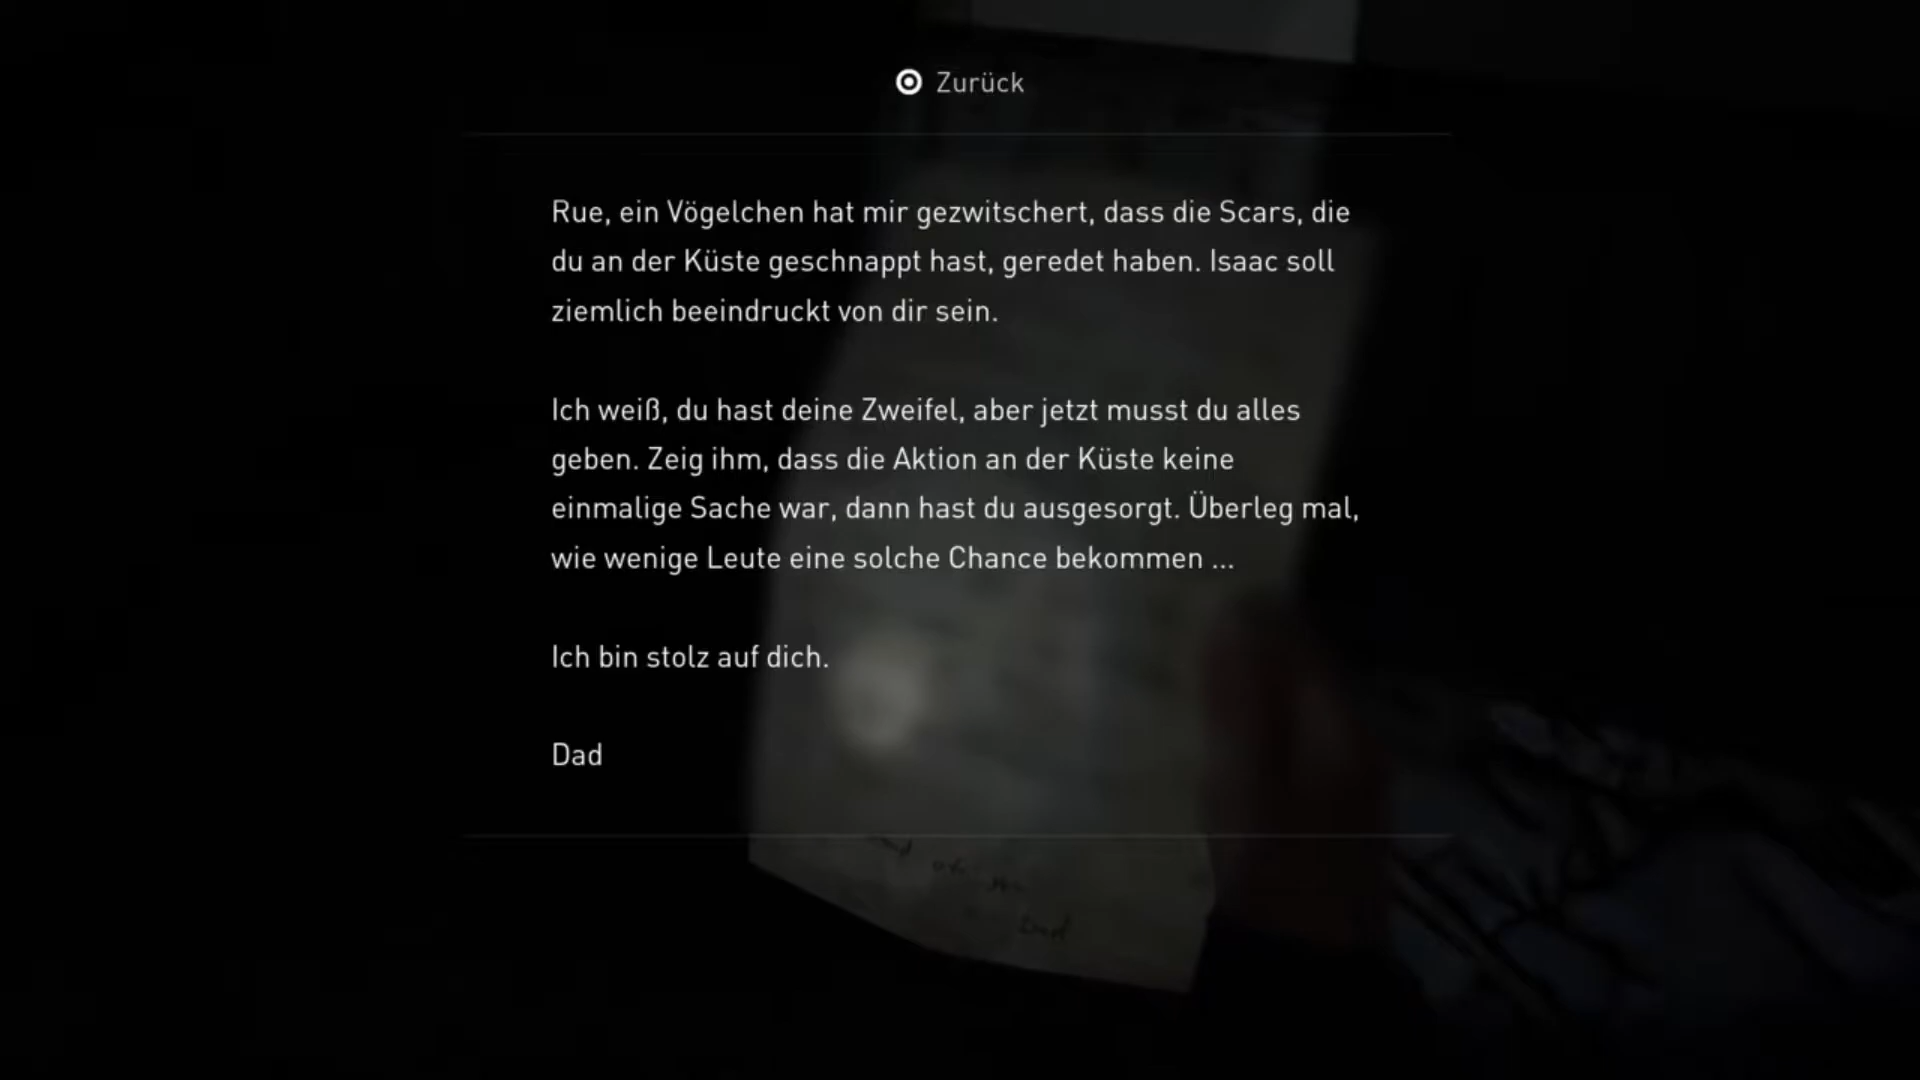 Zurück
Rue, ein Vögelchen hat mir gezwitschert, dass die Scars, die
du an der Küste geschnappt hast, geredet haben. Isaac soll
ziemlich beeindruckt von dir sein.
Ich weiß, du hast deine Zweifel, aber jetzt musst du alles
geben. Zeig ihm, dass die Aktion an der Küste keine
einmalige Sache war, dann hast du ausgesorgt. Überleg mal,
wie wenige Leute eine solche Chance bekommen ...
Ich bin stolz auf dich.
Dad
Dad